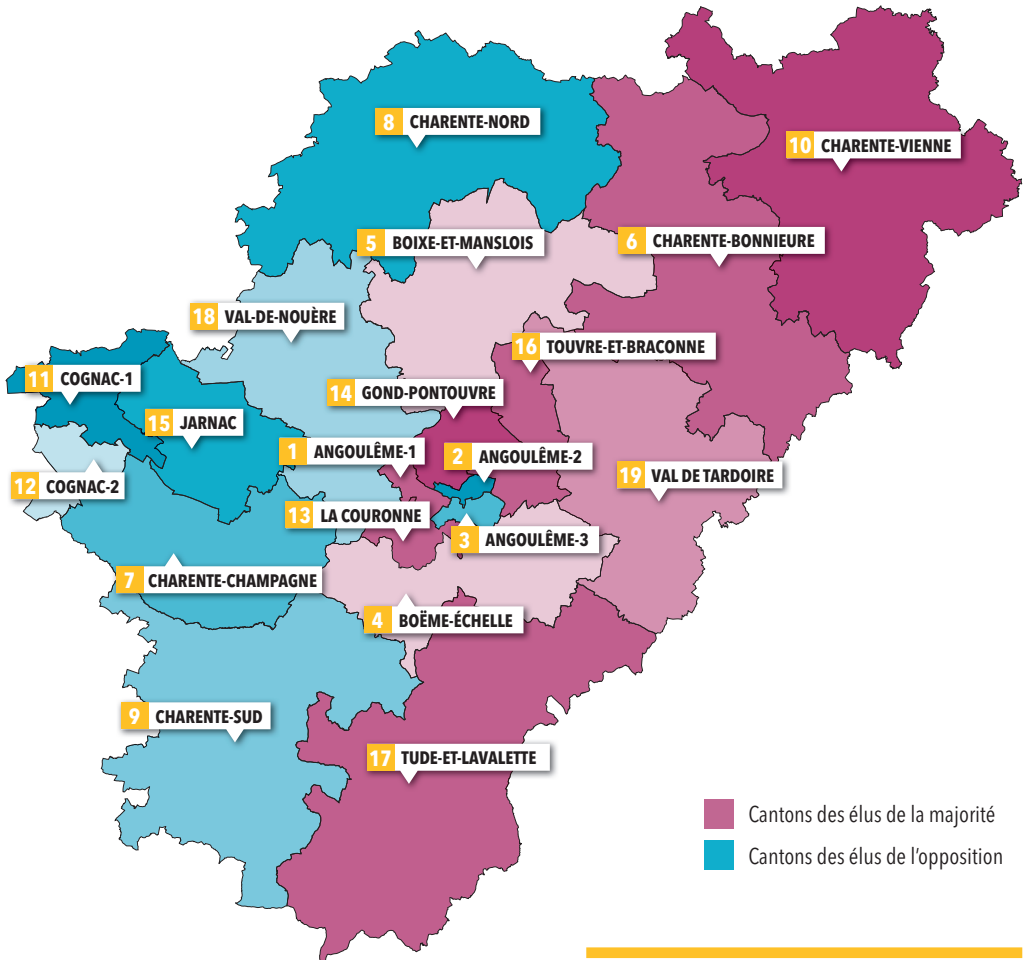 8 CHARENTE-NORD
10 CHARENTE-VIENNE
5 BOIXE-ET-MANSLOIS
6 CHARENTE-BONNIEURE
18 VAL-DE-NOUÈRE
16 TOUVRE-ET-BRACONNE
11 COGNAC-1
14 GOND-PONTOUVRE
15 JARNAC
1 ANGOULÊME-1
2 ANGOULÊME-2
19 VAL DE TARDOIRE
12 COGNAC-2
13 LA COURONNE
3 ANGOULÊME-3
7 CHARENTE-CHAMPAGNE
4 BOËME-ÉCHELLE
9 CHARENTE-SUD
17 TUDE-ET-LAVALETTE
Cantons des élus de la majorité
Cantons des élus de l'opposition